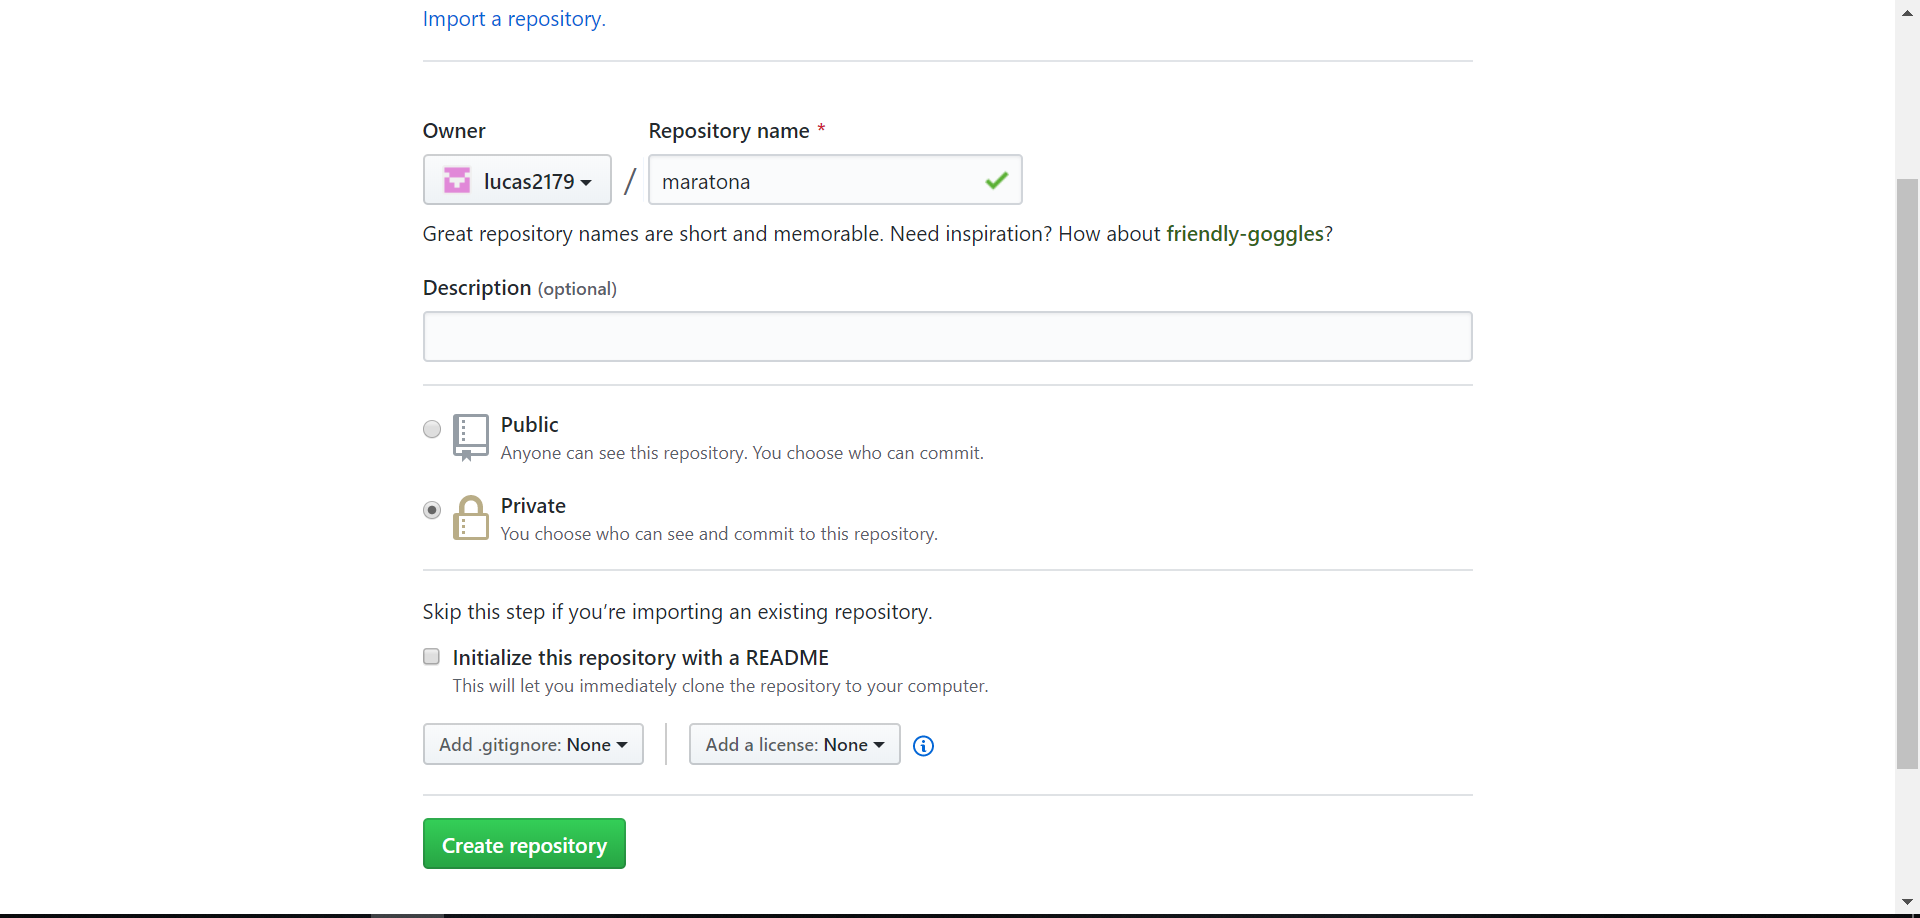 Import a repository.
Owner
Repository name *
lucas2179 / maratona
Great repository names are short and memorable. Need inspiration? How about friendly-goggles?
Description (optional)
Public
Anyone can see this repository. You choose who can commit.
Private
You choose who can see and commit to this repository.
Skip this step if you’re importing an existing repository.
Initialize this repository with a README
This will let you immediately clone the repository to your computer.
Add .gitignore: None
Add a license: None
Create repository